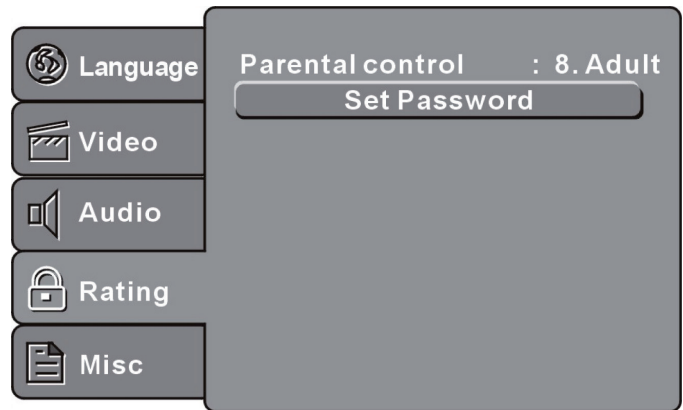 Language
Video
Audio
Rating
Misc
Parental control : 8. Adult
Set Password